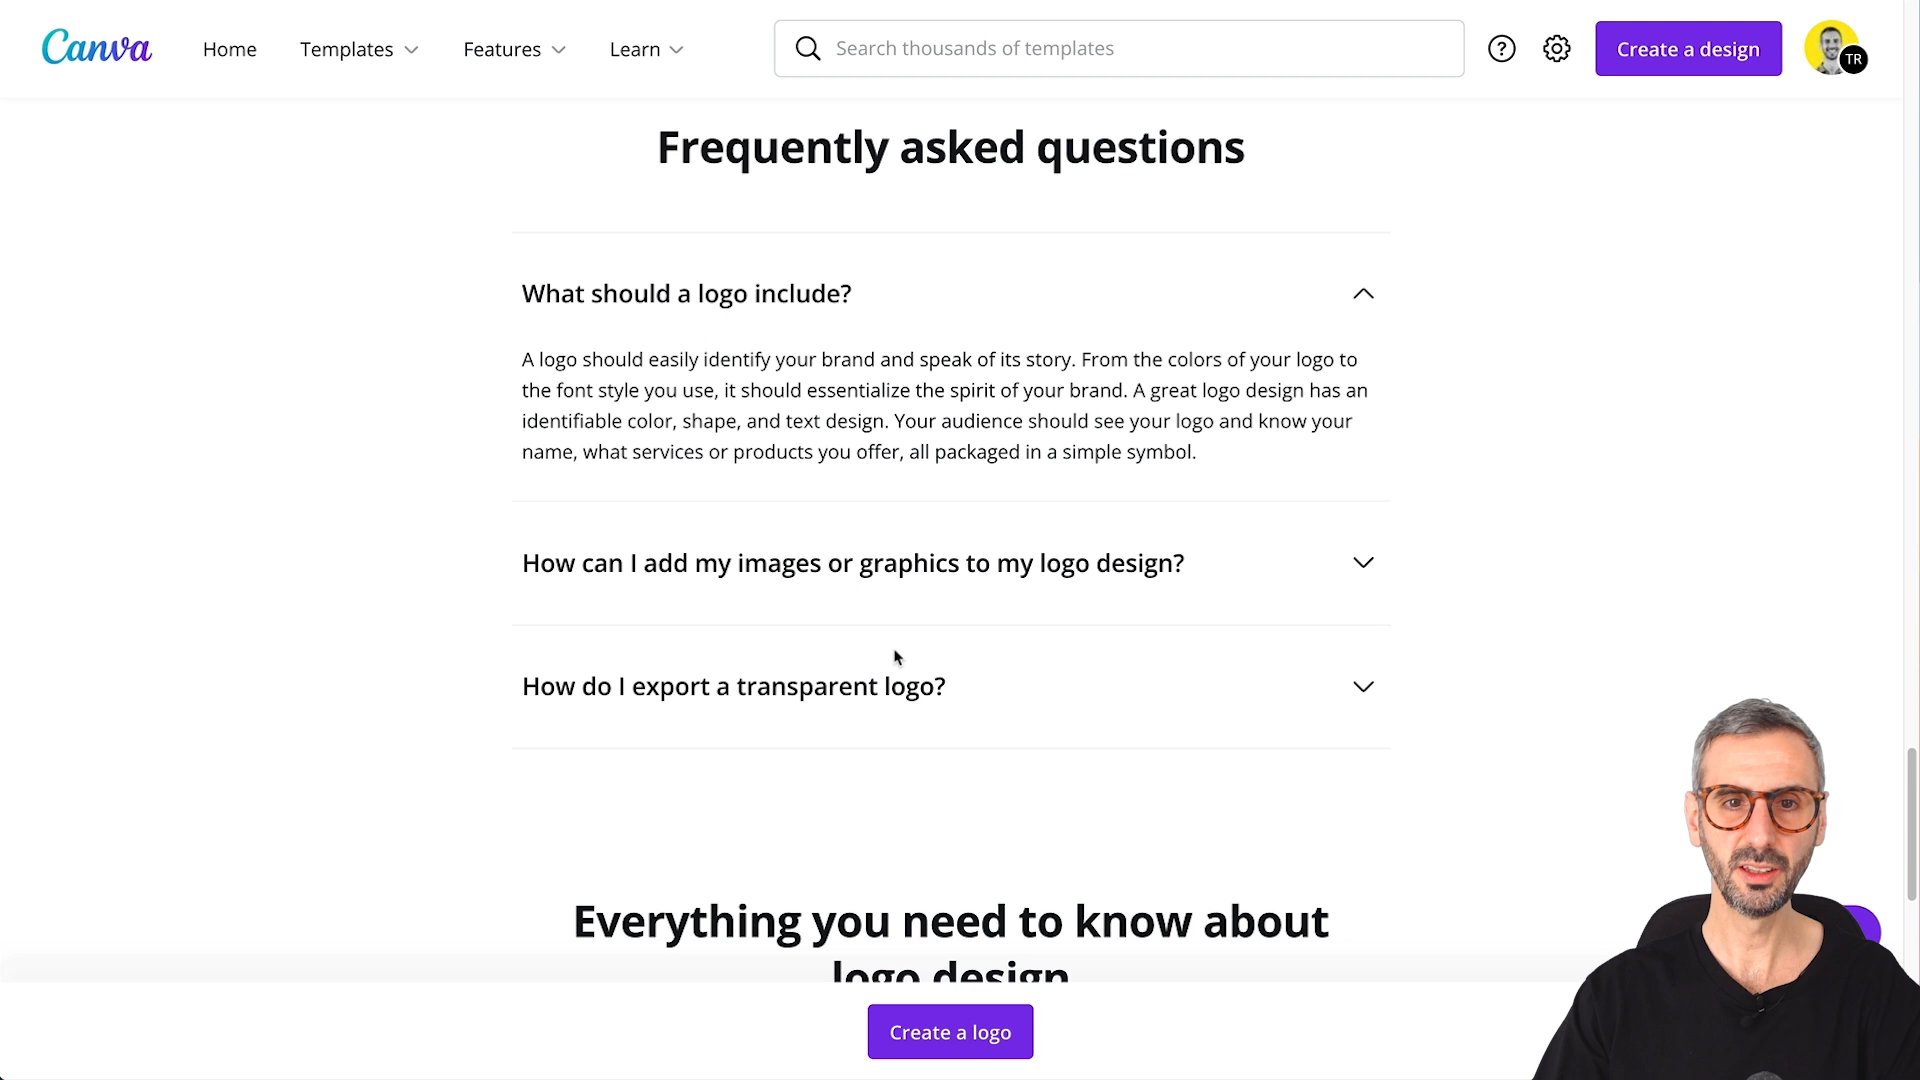 Canva
Home
Templates
Features
Learn
Search thousands of templates
?
Create a design
TR
Frequently asked questions
What should a logo include?
A logo should easily identify your brand and speak of its story. From the colors of your logo to
the font style you use, it should essentialize the spirit of your brand. A great logo design has an
identifiable color, shape, and text design. Your audience should see your logo and know your
name, what services or products you offer, all packaged in a simple symbol.
How can I add my images or graphics to my logo design?
How do I export a transparent logo?
Everything you need to know about
logo design
Create a logo